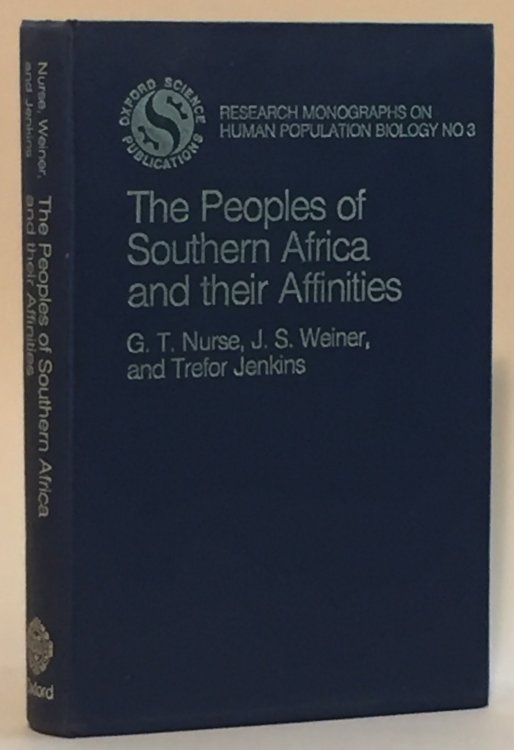 Nurse, Weiner,
and Jenkins
The Peoples of Southern Africa
and their Affinities
Oxford
OXFORD SCIENCE
PUBLICATIONS
RESEARCH MONOGRAPHS ON
HUMAN POPULATION BIOLOGY NO 3
The Peoples of
Southern Africa
and their Affinities
G. T. Nurse, J. S. Weiner,
and Trefor Jenkins